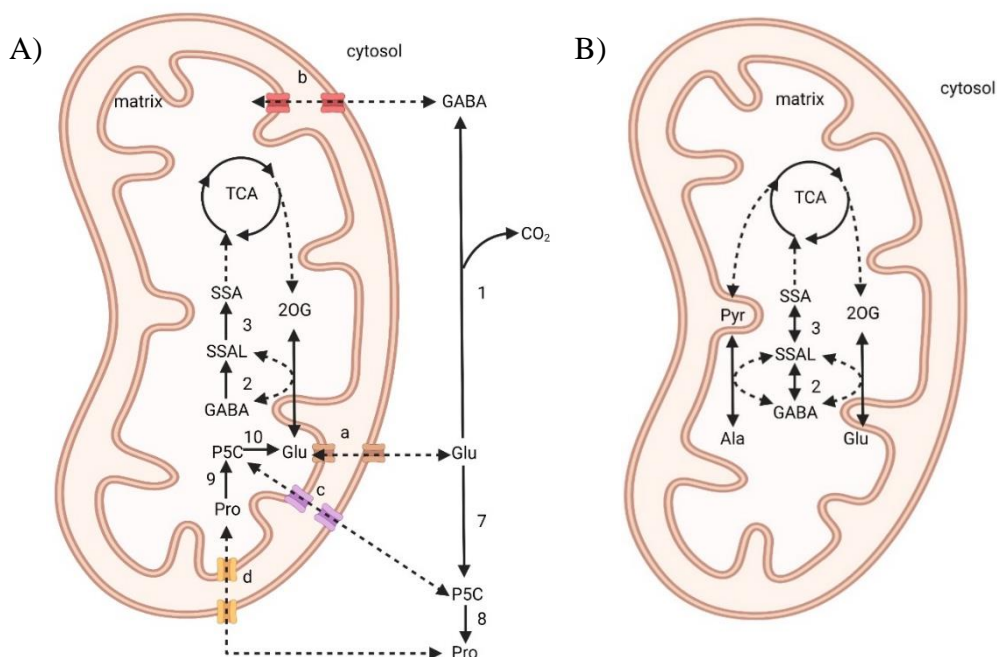 A)
cytosol
b
matrix
GABA
TCA
CO₂
1
SSA
2OG
3
SSAL
2
GABA
10
a
P5C
Glu
Glu
9
c
Pro
7
d
P5C
8
Pro
B)
cytosol
matrix
TCA
SSA
Pyr
2OG
3
SSAL
2
GABA
Ala
Glu